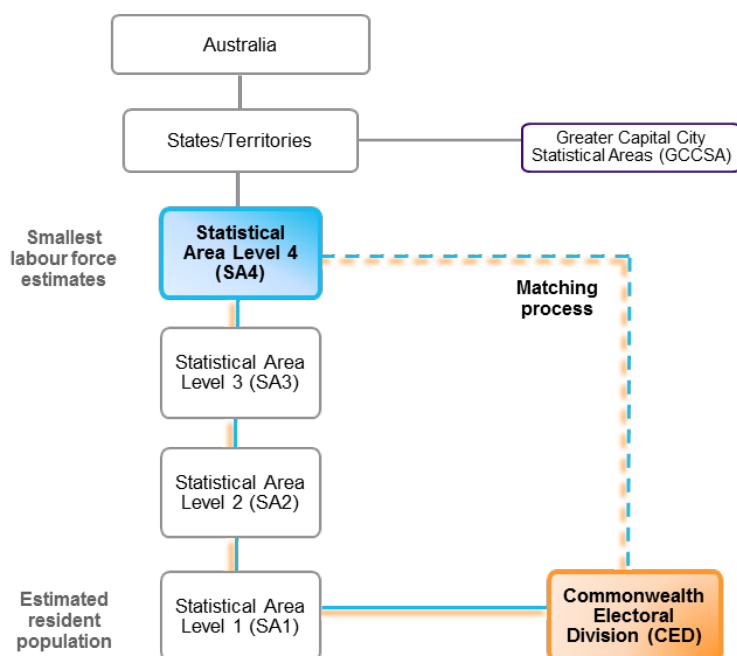 Australia
States/Territories
Greater Capital City
Statistical Areas (GCCSA)
Smallest
labour force
estimates
Statistical
Area Level 4
(SA4)
Matching
process
Statistical Area
Level 3 (SA3)
Statistical Area
Level 2 (SA2)
Estimated
resident
population
Statistical Area
Level 1 (SA1)
Commonwealth
Electoral
Division (CED)